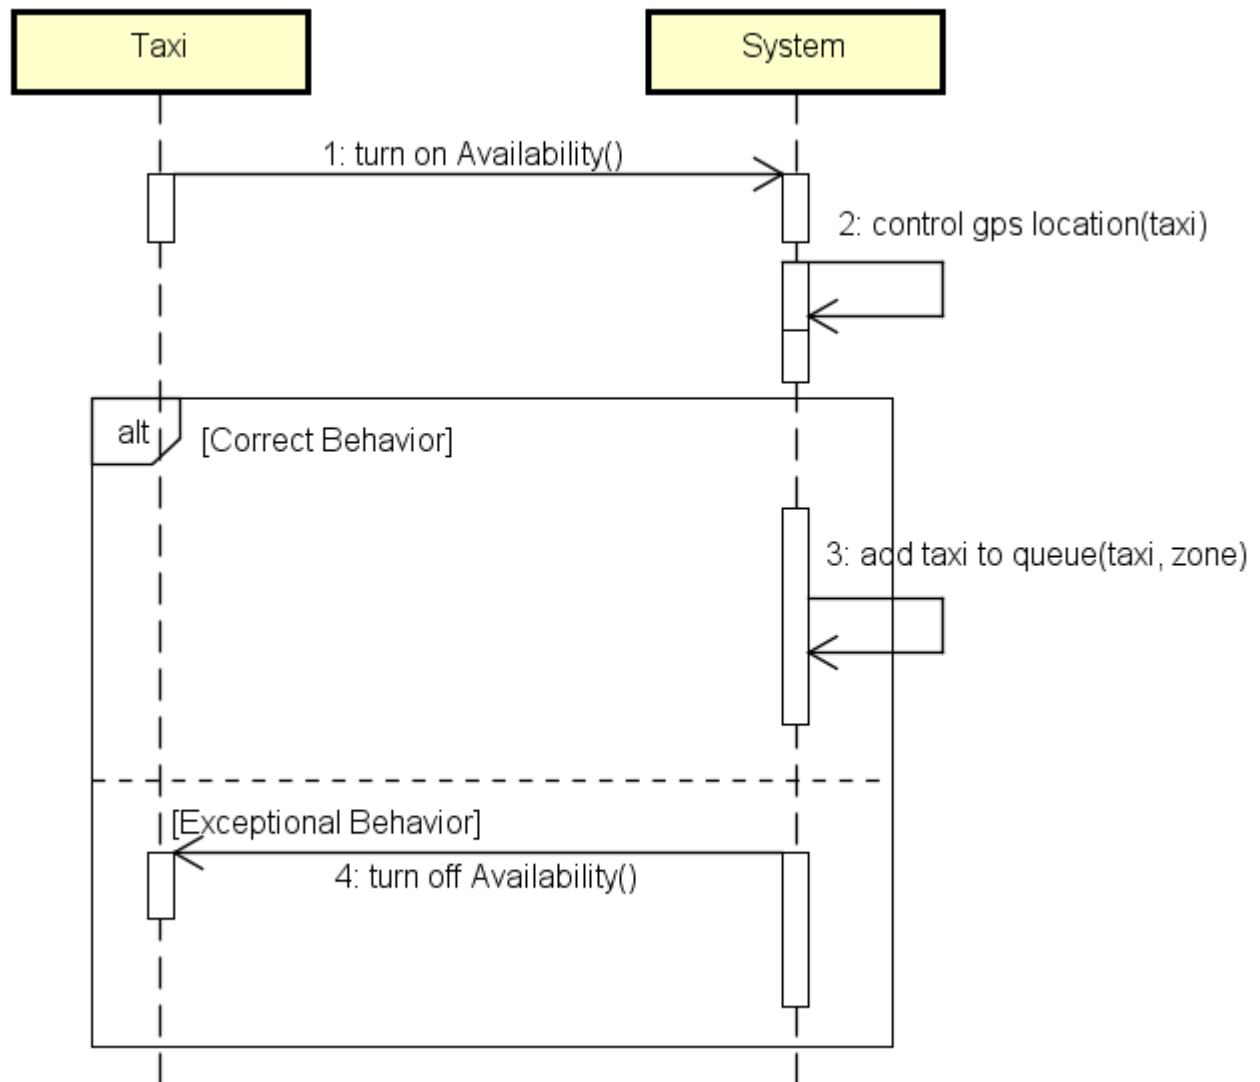 Taxi
System
1: turn on Availability()
2: control gps location(taxi)
alt
[Correct Behavior]
3: add taxi to queue(taxi, zone)
[Exceptional Behavior]
4: turn off Availability()